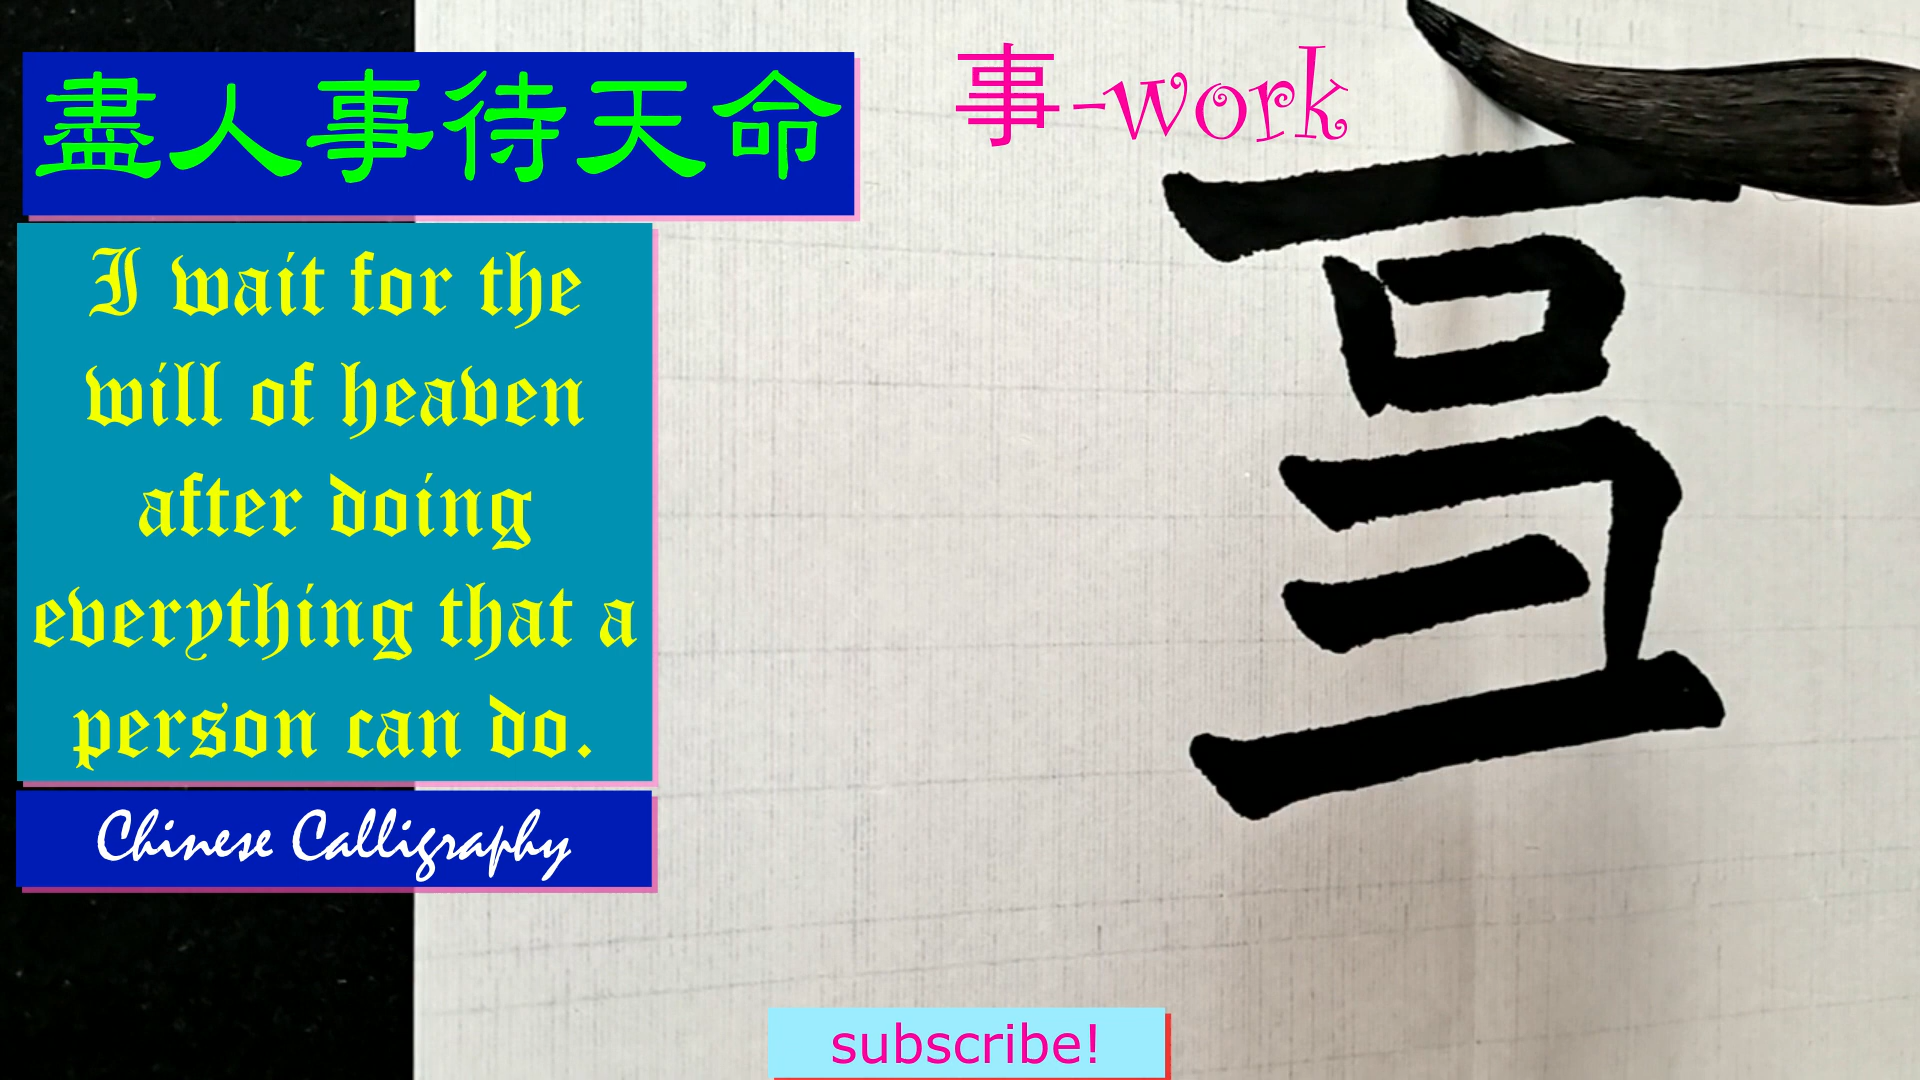 盡人事待天命
事-work
I wait for the
will of heaven
after doing
everything that a
person can do.
Chinese Calligraphy
subscribe!